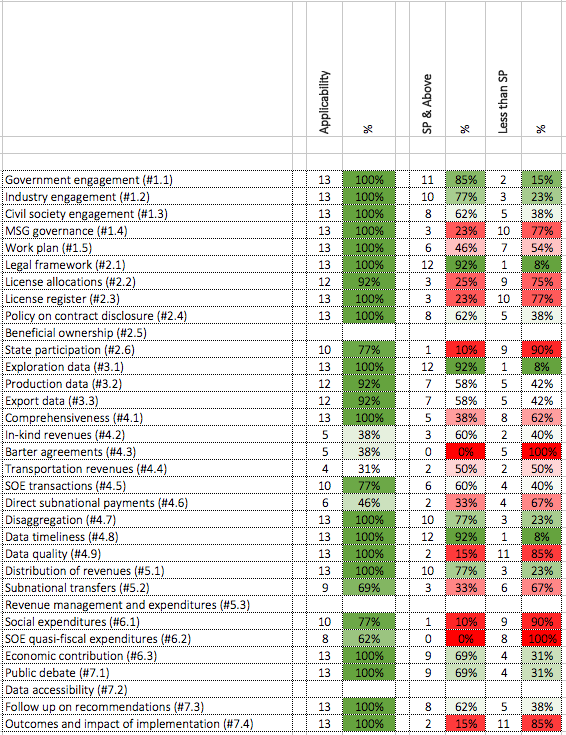 Applicability % SP & Above % Less than SP %
Government engagement (#1.1) 13 100% 11 85% 2 15%
Industry engagement (#1.2) 13 100% 10 77% 3 23%
Civil society engagement (#1.3) 13 100% 8 62% 5 38%
MSG governance (#1.4) 13 100% 3 23% 10 77%
Work plan (#1.5) 13 100% 6 46% 7 54%
Legal framework (#2.1) 13 100% 12 92% 1 8%
License allocations (#2.2) 12 92% 3 25% 9 75%
License register (#2.3) 13 100% 3 23% 10 77%
Policy on contract disclosure (#2.4) 13 100% 8 62% 5 38%
Beneficial ownership (#2.5)
State participation (#2.6) 10 77% 1 10% 9 90%
Exploration data (#3.1) 13 100% 12 92% 1 8%
Production data (#3.2) 12 92% 7 58% 5 42%
Export data (#3.3) 12 92% 7 58% 5 42%
Comprehensiveness (#4.1) 13 100% 5 38% 8 62%
In-kind revenues (#4.2) 5 38% 3 60% 2 40%
Barter agreements (#4.3) 5 38% 0 0% 5 100%
Transportation revenues (#4.4) 4 31% 2 50% 2 50%
SOE transactions (#4.5) 10 77% 6 60% 4 40%
Direct subnational payments (#4.6) 6 46% 2 33% 4 67%
Disaggregation (#4.7) 13 100% 10 77% 3 23%
Data timeliness (#4.8) 13 100% 12 92% 1 8%
Data quality (#4.9) 13 100% 2 15% 11 85%
Distribution of revenues (#5.1) 13 100% 10 77% 3 23%
Subnational transfers (#5.2) 9 69% 3 33% 6 67%
Revenue management and expenditures (#5.3)
Social expenditures (#6.1) 10 77% 1 10% 9 90%
SOE quasi-fiscal expenditures (#6.2) 8 62% 0 0% 8 100%
Economic contribution (#6.3) 13 100% 9 69% 4 31%
Public debate (#7.1) 13 100% 9 69% 4 31%
Data accessibility (#7.2)
Follow up on recommendations (#7.3) 13 100% 8 62% 5 38%
Outcomes and impact of implementation (#7.4) 13 100% 2 15% 11 85%